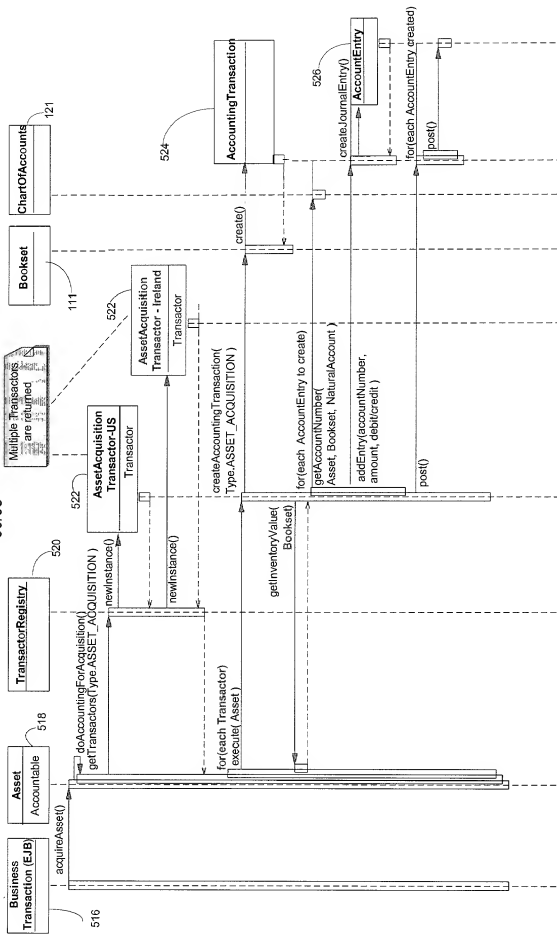 Business
Transaction (EJB)
516
Asset
Accountable
518
TransactorRegistry
520
Multiple Transactors
are returned
Bookset
111
ChartOfAccounts
121
acquireAsset()
doAccountingForAcquisition()
getTransactors(Type.ASSET_ACQUISITION )
newInstance()
AssetAcquisition
Transactor-US
Transactor
522
newInstance()
AssetAcquisition
Transactor - Ireland
Transactor
522
for(each Transactor)
execute( Asset )
createAccountingTransaction(
Type.ASSET_ACQUISITION )
create()
AccountingTransaction
524
getInventoryValue(
Bookset)
for(each AccountEntry to create)
getAccountNumber(
Asset, Bookset, NaturalAccount )
addEntry(accountNumber,
amount, debit/credit )
createJournalEntry()
AccountEntry
526
post()
for(each AccountEntry created)
post()